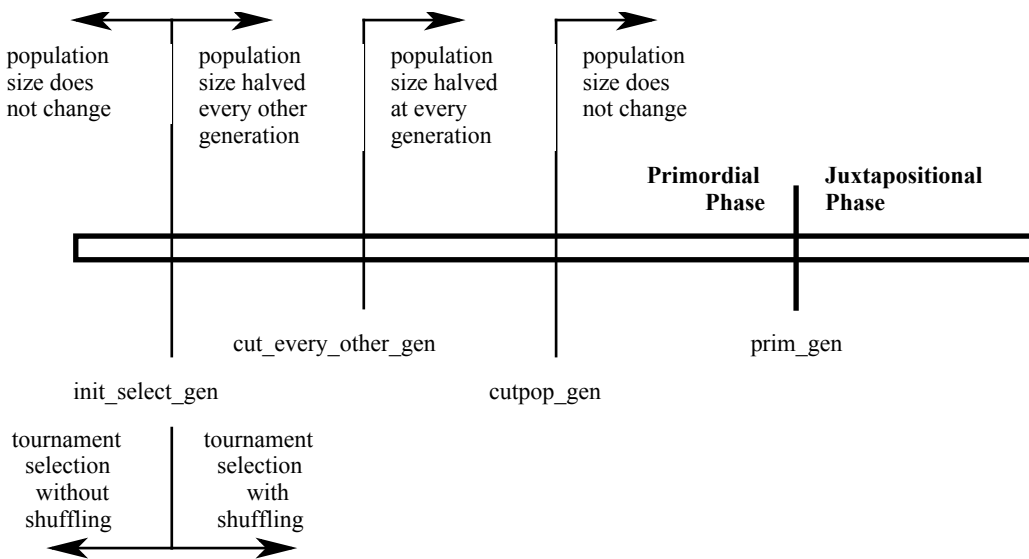 population
size does
not change
population
size halved
every other
generation
population
size halved
at every
generation
population
size does
not change
Primordial
Phase
Juxtapositional
Phase
cut_every_other_gen
prim_gen
init_select_gen
cutpop_gen
tournament
selection
without
shuffling
tournament
selection
with
shuffling